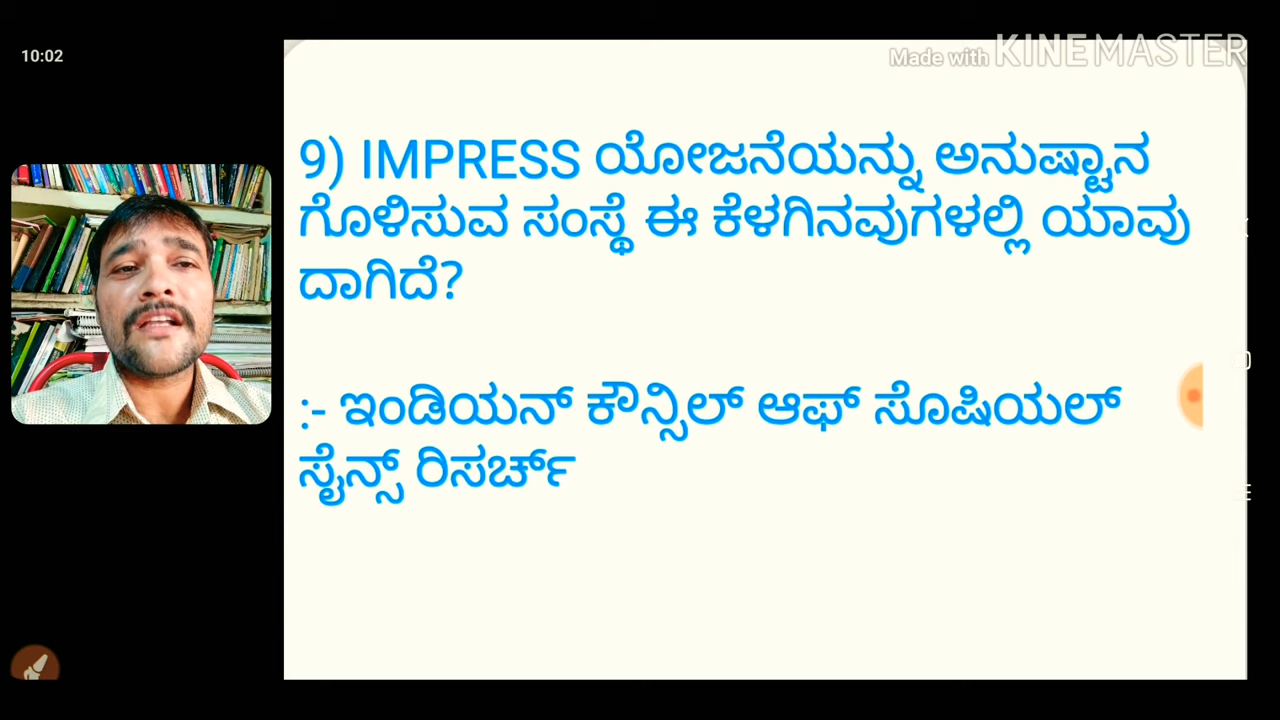 10:02
Made with KINEMASTER
9) IMPRESS ಯೋಜನೆಯನ್ನು ಅನುಷ್ಟಾನ
ಗೊಳಿಸುವ ಸಂಸ್ಥೆ ಈ ಕೆಳಗಿನವುಗಳಲ್ಲಿ ಯಾವು
ದಾಗಿದೆ?
:- ಇಂಡಿಯನ್ ಕೌನ್ಸಿಲ್ ಆಫ್ ಸೊಷಿಯಲ್
ಸೈನ್ಸ್ ರಿಸರ್ಚ್